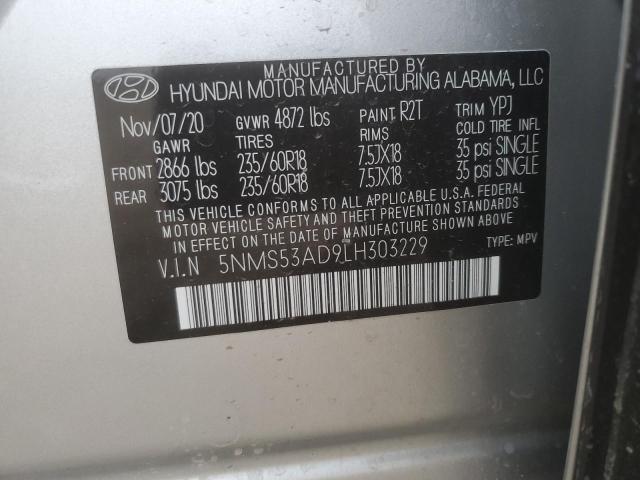 MANUFACTURED BY
HYUNDAI MOTOR MANUFACTURING ALABAMA, LLC
Nov/07/20 GVWR 4872 lbs PAINT R2T TRIM YPJ
GAWR TIRES RIMS COLD TIRE INFL
FRONT 2866 lbs 235/60R18 7.5JX18 35 psi SINGLE
REAR 3075 lbs 235/60R18 7.5JX18 35 psi SINGLE
THIS VEHICLE CONFORMS TO ALL APPLICABLE U.S.A. FEDERAL
MOTOR VEHICLE SAFETY AND THEFT PREVENTION STANDARDS
IN EFFECT ON THE DATE OF MANUFACTURE SHOWN ABOVE
V.I.N 5NMS53AD9LH303229 TYPE: MPV